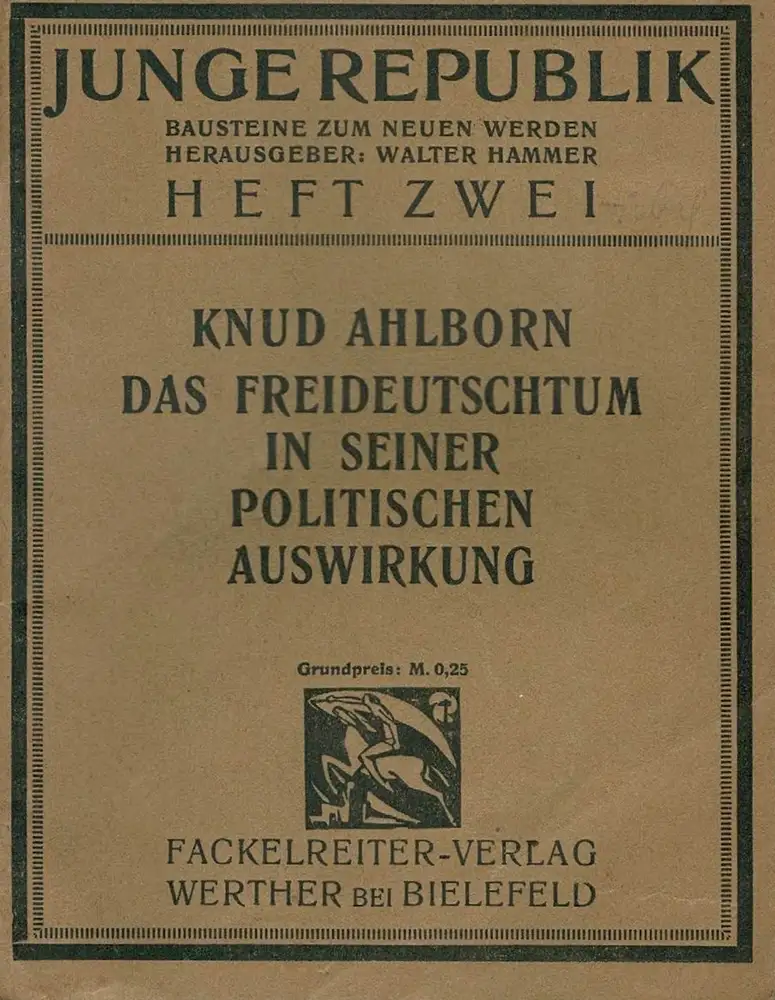 JUNGE REPUBLIK
BAUSTEINE ZUM NEUEN WERDEN
HERAUSGEBER: WALTER HAMMER
HEFT ZWEI
KNUD AHLBORN
DAS FREIDEUTSCHTUM
IN SEINER
POLITISCHEN
AUSWIRKUNG
Grundpreis: M. 0,25
FACKELREITER-VERLAG
WERTHER BEI BIELEFELD